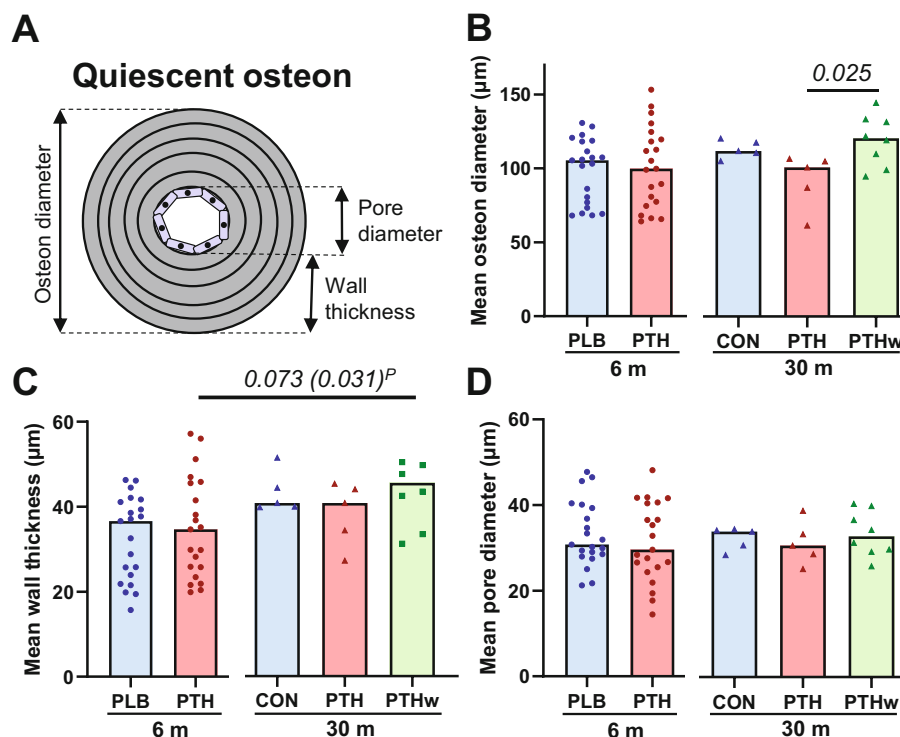 A
Quiescent osteon
Osteon diameter
Pore
diameter
Wall
thickness
B
Mean osteon diameter (µm)
150
100
50
0
0.025
PLB PTH CON PTH PTHw
6 m 30 m
C
Mean wall thickness (µm)
60
40
20
0
0.073 (0.031)ᴾ
PLB PTH CON PTH PTHw
6 m 30 m
D
Mean pore diameter (µm)
60
40
20
0
PLB PTH CON PTH PTHw
6 m 30 m